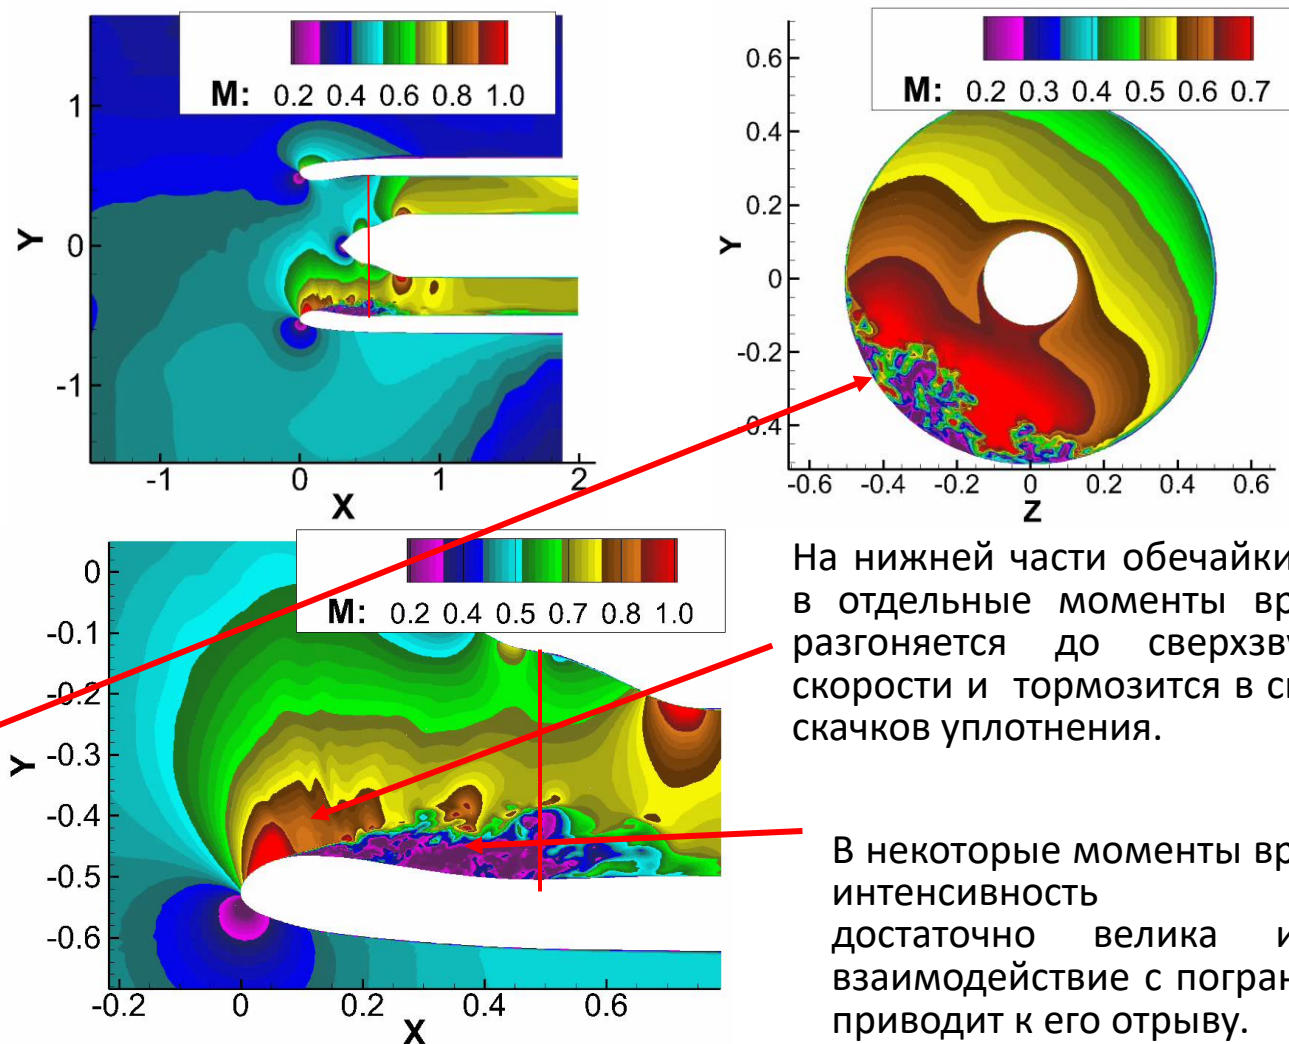 M: 0.2 0.4 0.6 0.8 1.0
Y
1
0
-1
-1 0 1 2
X
M: 0.2 0.3 0.4 0.5 0.6 0.7
Y
0.6
0.4
0.2
0
-0.2
-0.4
-0.6 -0.4 -0.2 0 0.2 0.4 0.6
Z
M: 0.2 0.4 0.5 0.7 0.8 1.0
Y
0
-0.1
-0.2
-0.3
-0.4
-0.5
-0.6
-0.2 0 0.2 0.4 0.6
X
На нижней части обечайки
в отдельные моменты
разгоняется до
скорости и тормозится в
скачков уплотнения.
В некоторые моменты
интенсивность
достаточно велика и
взаимодействие с
приводит к его отрыву.